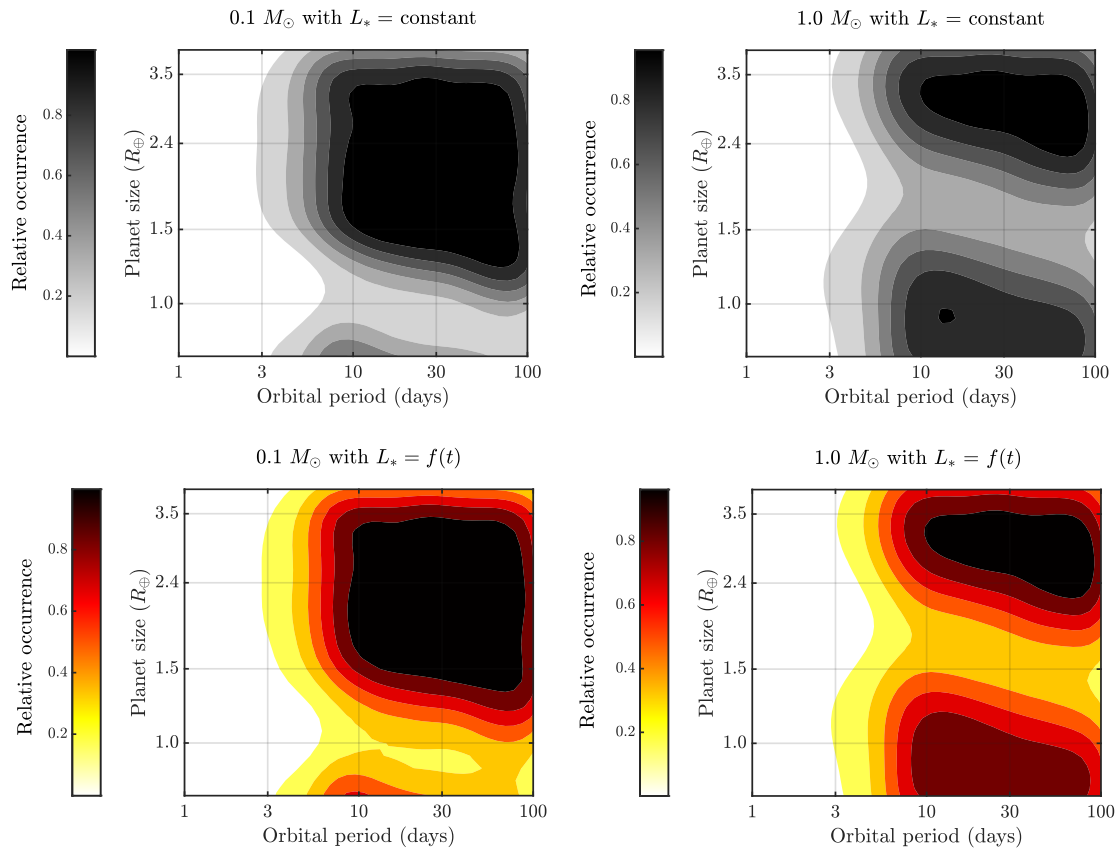 0.1 M⊙ with L* = constant
Relative occurrence
0.8
0.6
0.4
0.2
Planet size (R⊕)
3.5
2.4
1.5
1.0
1 3 10 30 100
Orbital period (days)
1.0 M⊙ with L* = constant
Relative occurrence
0.8
0.6
0.4
0.2
Planet size (R⊕)
3.5
2.4
1.5
1.0
1 3 10 30 100
Orbital period (days)
0.1 M⊙ with L* = f(t)
Relative occurrence
0.8
0.6
0.4
0.2
Planet size (R⊕)
3.5
2.4
1.5
1.0
1 3 10 30 100
Orbital period (days)
1.0 M⊙ with L* = f(t)
Relative occurrence
0.8
0.6
0.4
0.2
Planet size (R⊕)
3.5
2.4
1.5
1.0
1 3 10 30 100
Orbital period (days)